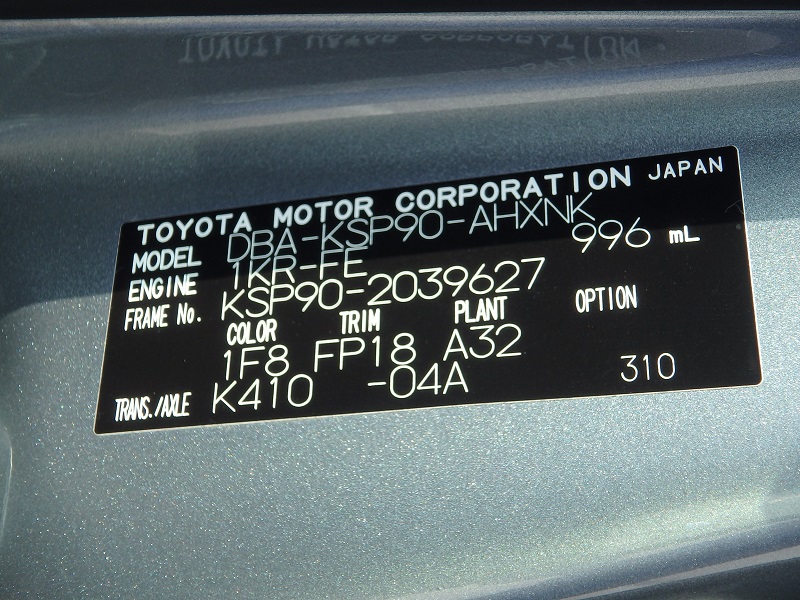 TOYOTA MOTOR CORPORATION JAPAN
MODEL DBA-KSP90-AHXNK
ENGINE 1KR-FE 996 mL
FRAME No. KSP90-2039627
COLOR TRIM PLANT OPTION
1F8 FP18 A32
TRANS./AXLE K410 -04A 310